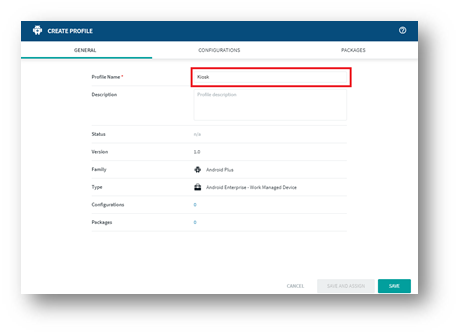 CREATE PROFILE
GENERAL CONFIGURATIONS PACKAGES
Profile Name * Kiosk
Description Profile description
Status n/a
Version 1.0
Family Android Plus
Type Android Enterprise - Work Managed Device
Configurations 0
Packages 0
CANCEL SAVE AND ASSIGN SAVE